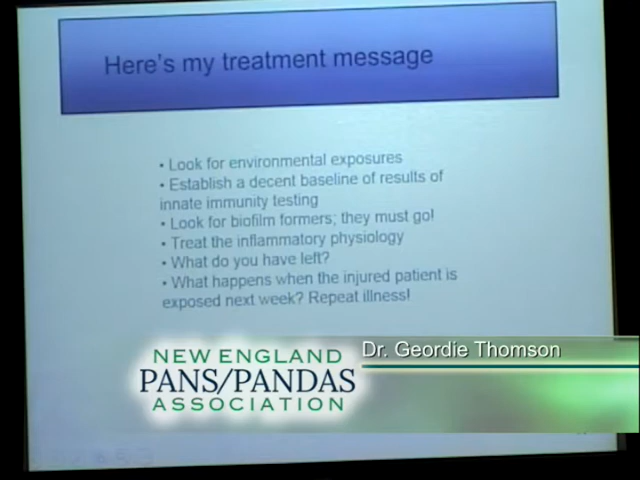 Here's my treatment message
• Look for environmental exposures
• Establish a decent baseline of results of
innate immunity testing
• Look for biofilm formers; they must go!
• Treat the inflammatory physiology
• What do you have left?
• What happens when the injured patient is
exposed next week? Repeat illness!
Dr. Geordie Thomson
NEW ENGLAND
PANS/PANDAS
ASSOCIATION